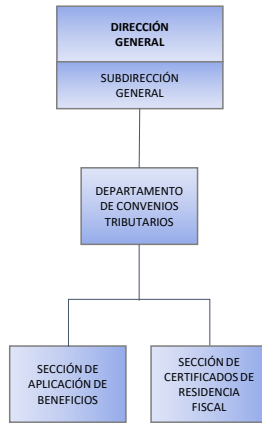 DIRECCIÓN
GENERAL
SUBDIRECCIÓN
GENERAL
DEPARTAMENTO
DE CONVENIOS
TRIBUTARIOS
SECCIÓN DE
APLICACIÓN DE
BENEFICIOS
SECCIÓN DE
CERTIFICADOS DE
RESIDENCIA
FISCAL